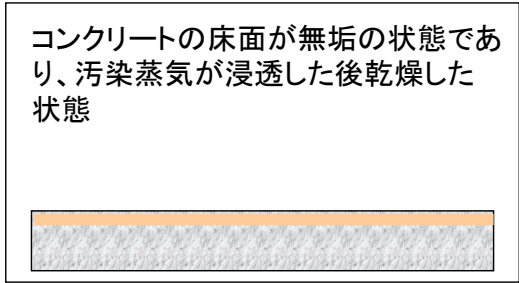 コンクリートの床面が無垢の状態であ
り、汚染蒸気が浸透した後乾燥した
状態